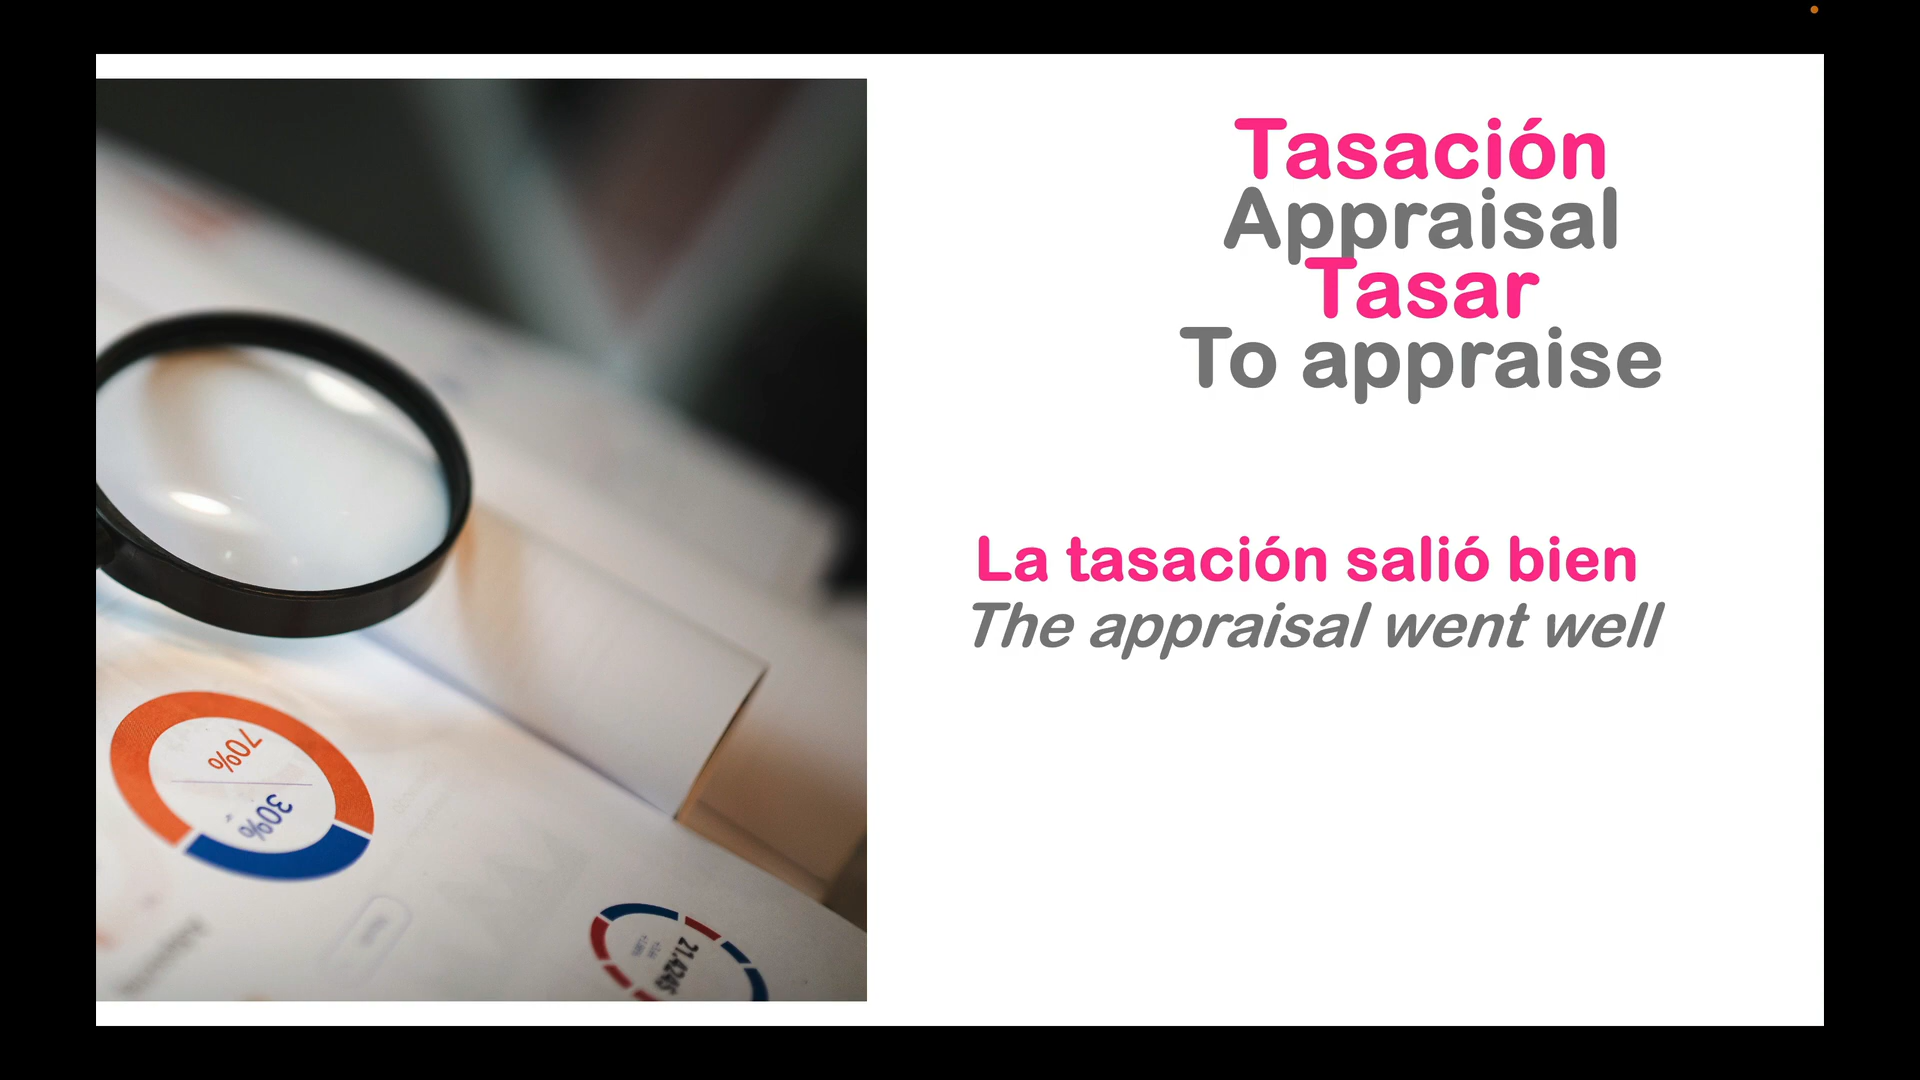 Tasación
Appraisal
Tasar
To appraise
La tasación salió bien
The appraisal went well
70%
30%